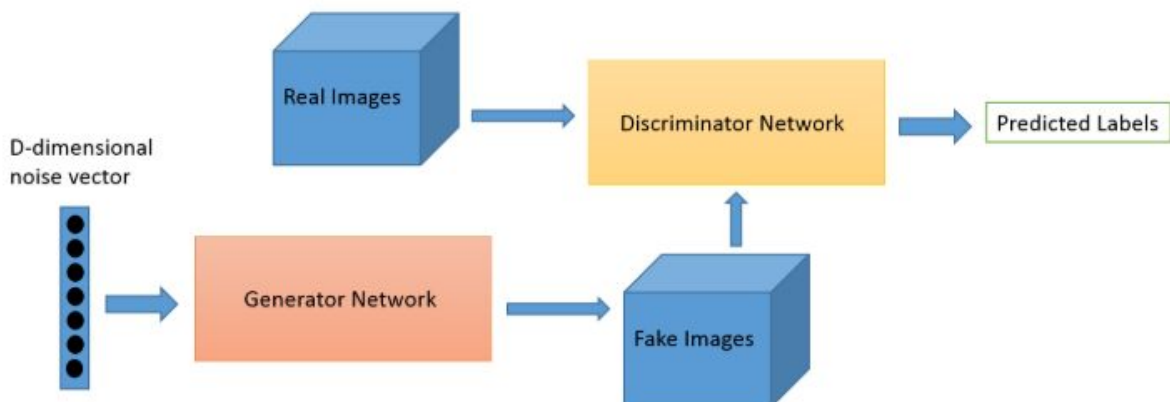 Real Images
Discriminator Network
Predicted Labels
D-dimensional
noise vector
Generator Network
Fake Images